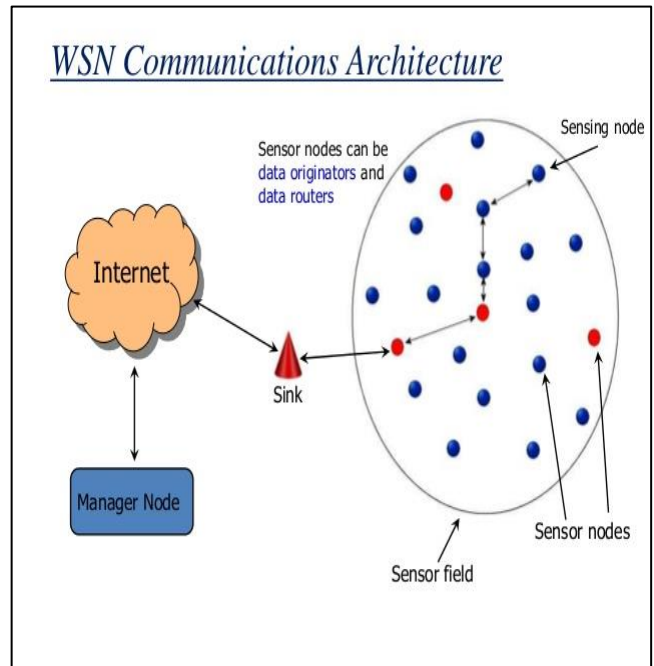 WSN Communications Architecture
Sensing node
Sensor nodes can be
data originators and
data routers
Internet
Sink
Manager Node
Sensor nodes
Sensor field